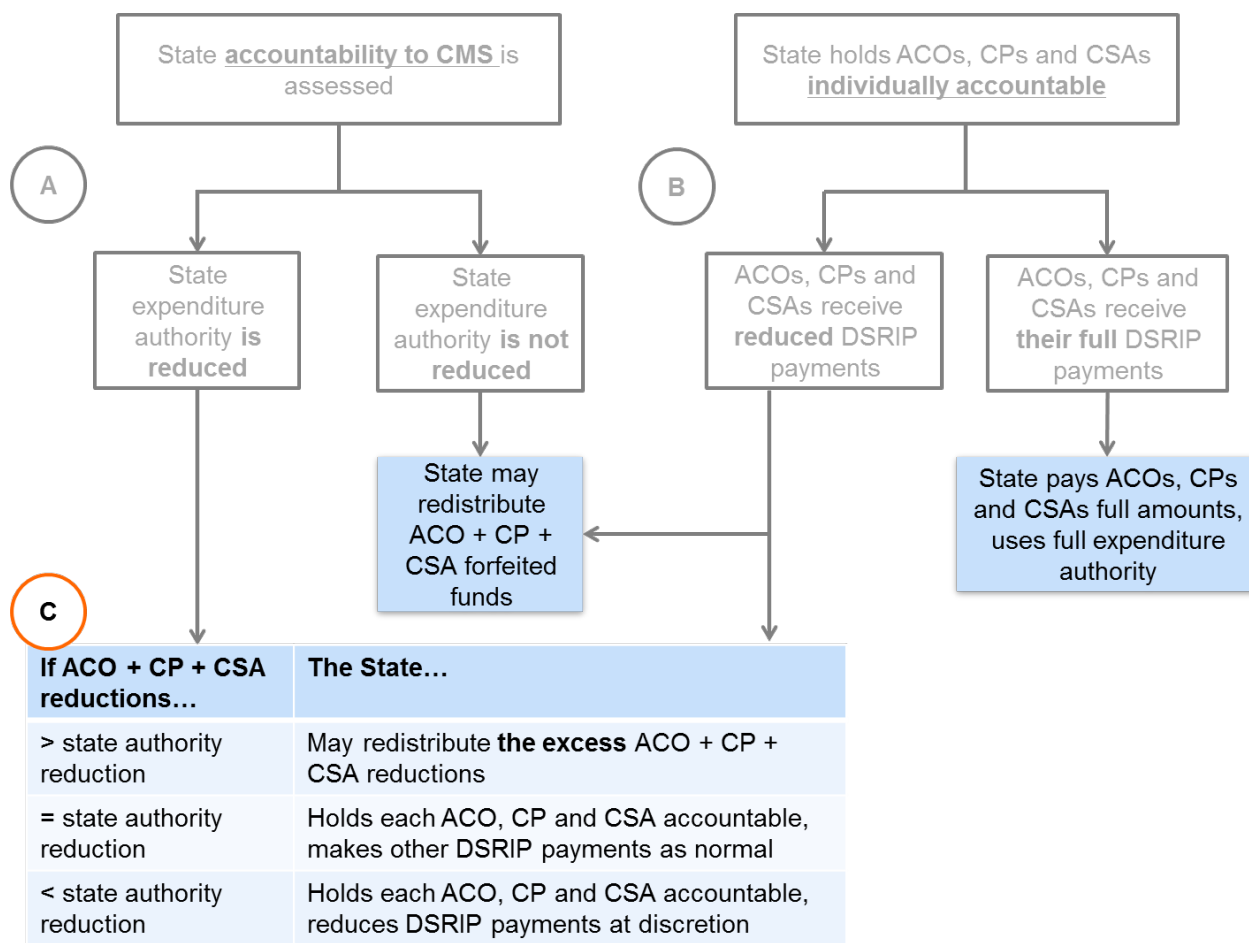 State accountability to CMS is
assessed
State holds ACOs, CPs and CSAs
individually accountable
A
B
State
expenditure
authority is
reduced
State
expenditure
authority is not
reduced
ACOs, CPs and
CSAs receive
reduced DSRIP
payments
ACOs, CPs and
CSAs receive
their full DSRIP
payments
State may
redistribute
ACO + CP +
CSA forfeited
funds
State pays ACOs, CPs
and CSAs full amounts,
uses full expenditure
authority
C
If ACO + CP + CSA
reductions…
The State…
> state authority
reduction
May redistribute the excess ACO + CP +
CSA reductions
= state authority
reduction
Holds each ACO, CP and CSA accountable,
makes other DSRIP payments as normal
< state authority
reduction
Holds each ACO, CP and CSA accountable,
reduces DSRIP payments at discretion